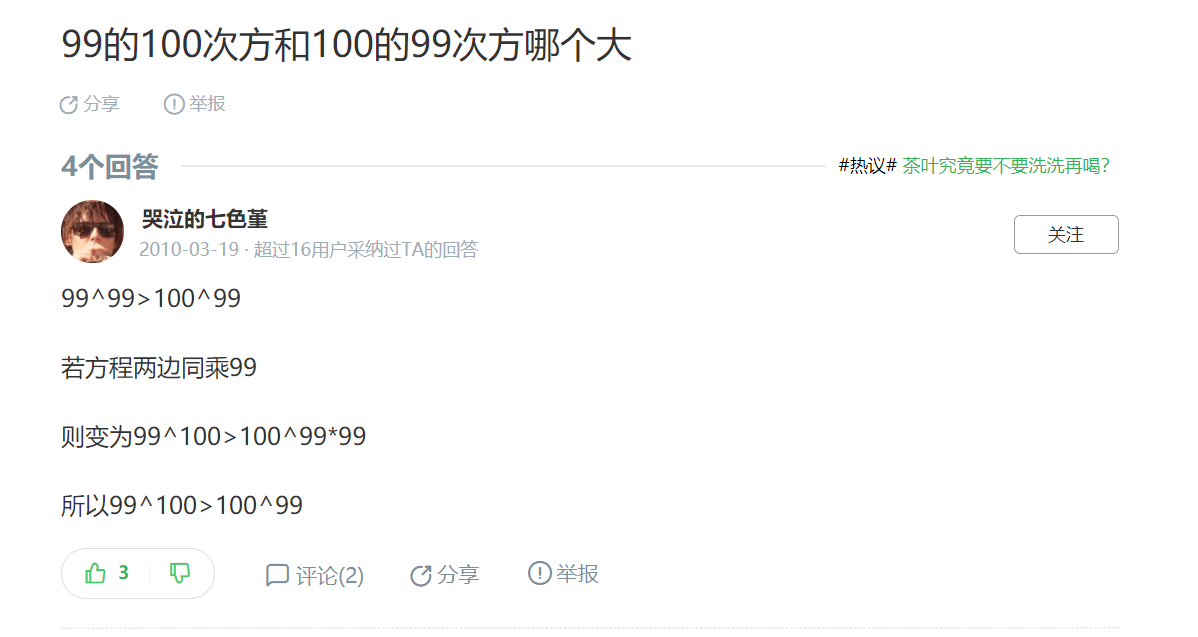 99的100次方和100的99次方哪个大
分享 举报
4个回答 #热议# 茶叶究竟要不要洗洗再喝?
哭泣的七色堇
2010-03-19 · 超过16用户采纳过TA的回答
关注
99^99>100^99
若方程两边同乘99
则变为99^100>100^99*99
所以99^100>100^99
3 评论(2) 分享 举报